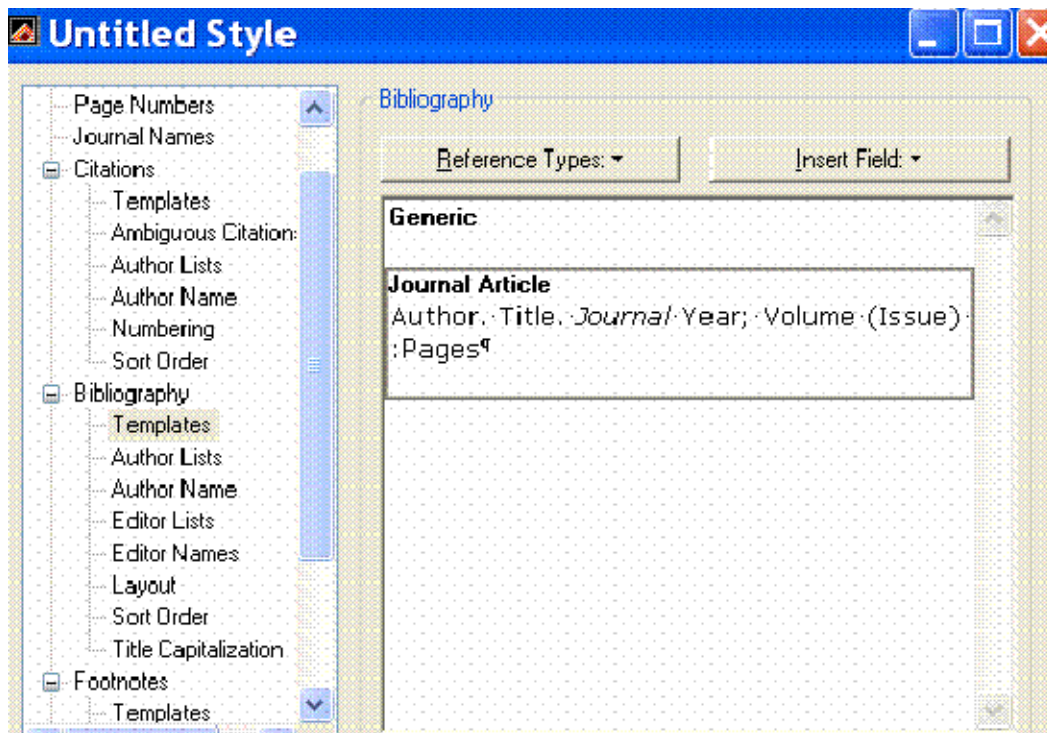 Untitled Style
Page Numbers
Journal Names
Citations
Templates
Ambiguous Citation:
Author Lists
Author Name
Numbering
Sort Order
Bibliography
Templates
Author Lists
Author Name
Editor Lists
Editor Names
Layout
Sort Order
Title Capitalization
Footnotes
Templates
Bibliography
Reference Types:
Insert Field:
Generic
Journal Article
Author.·Title.·Journal·Year;·Volume·(Issue)·
:Pages¶